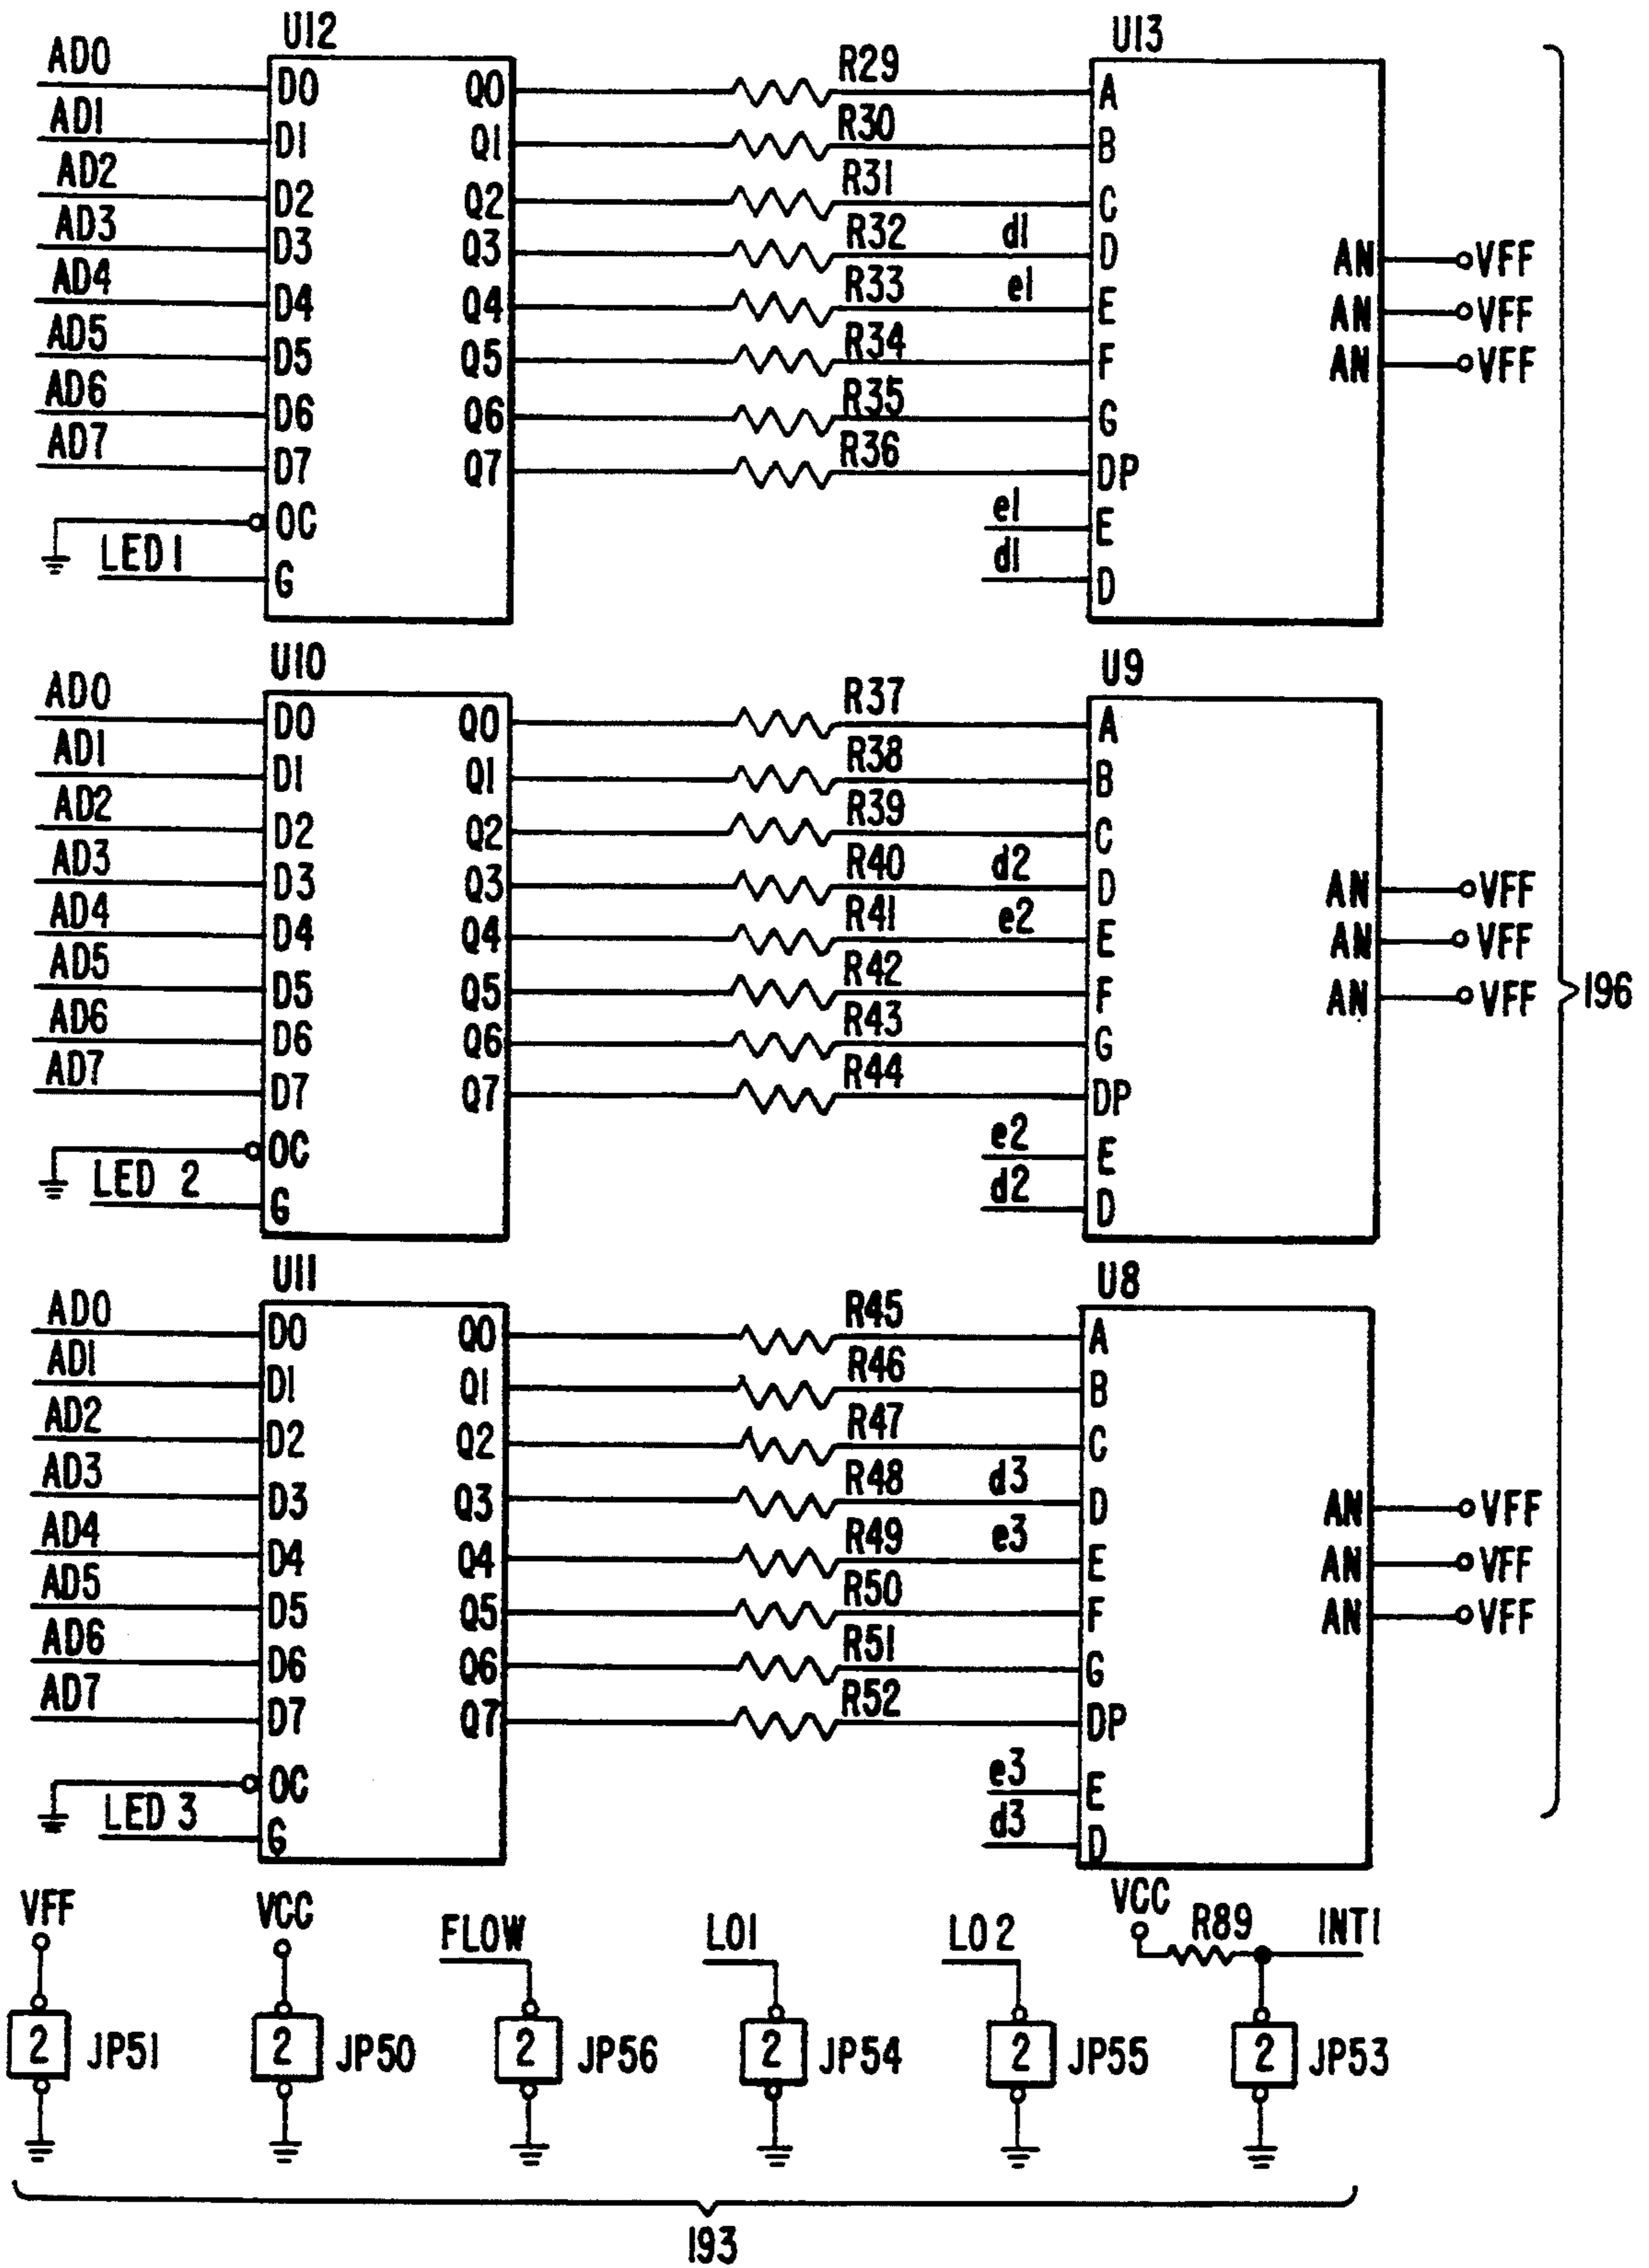 U12 U13
AD0 D0 Q0 R29 A
AD1 D1 Q1 R30 B
AD2 D2 Q2 R31 C
AD3 D3 Q3 R32 d1 D AN VFF
AD4 D4 Q4 R33 e1 E AN VFF
AD5 D5 Q5 R34 F AN VFF
AD6 D6 Q6 R35 G
AD7 D7 Q7 R36 DP
OC e1 E
LED1 G d1 D
U10 U9
AD0 D0 Q0 R37 A
AD1 D1 Q1 R38 B
AD2 D2 Q2 R39 C
AD3 D3 Q3 R40 d2 D AN VFF
AD4 D4 Q4 R41 e2 E AN VFF
AD5 D5 Q5 R42 F AN VFF 196
AD6 D6 Q6 R43 G
AD7 D7 Q7 R44 DP
OC e2 E
LED 2 G d2 D
U11 U8
AD0 D0 Q0 R45 A
AD1 D1 Q1 R46 B
AD2 D2 Q2 R47 C
AD3 D3 Q3 R48 d3 D AN VFF
AD4 D4 Q4 R49 e3 E AN VFF
AD5 D5 Q5 R50 F AN VFF
AD6 D6 Q6 R51 G
AD7 D7 Q7 R52 DP
OC e3 E
LED 3 G d3 D
VFF VCC FLOW LO1 LO 2 VCC R89 INT1
2 JP51 2 JP50 2 JP56 2 JP54 2 JP55 2 JP53
193